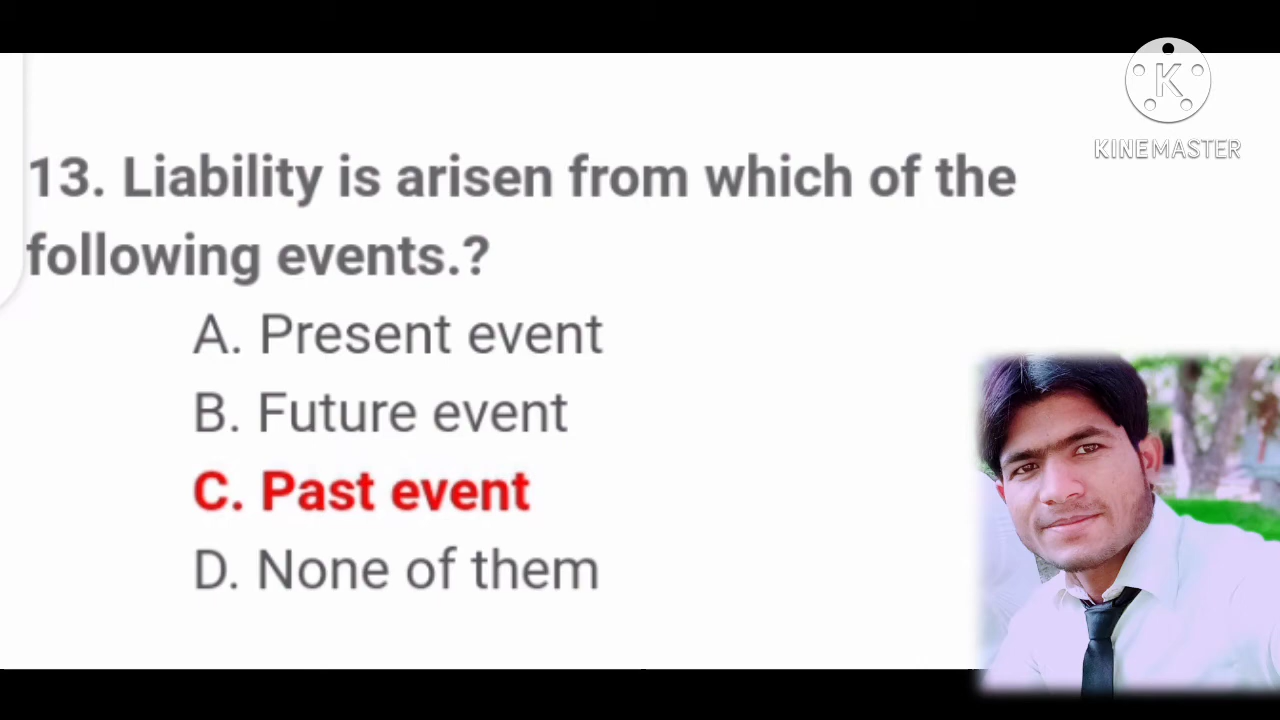 13. Liability is arisen from which of the
following events.?
A. Present event
B. Future event
C. Past event
D. None of them
K
KINEMASTER